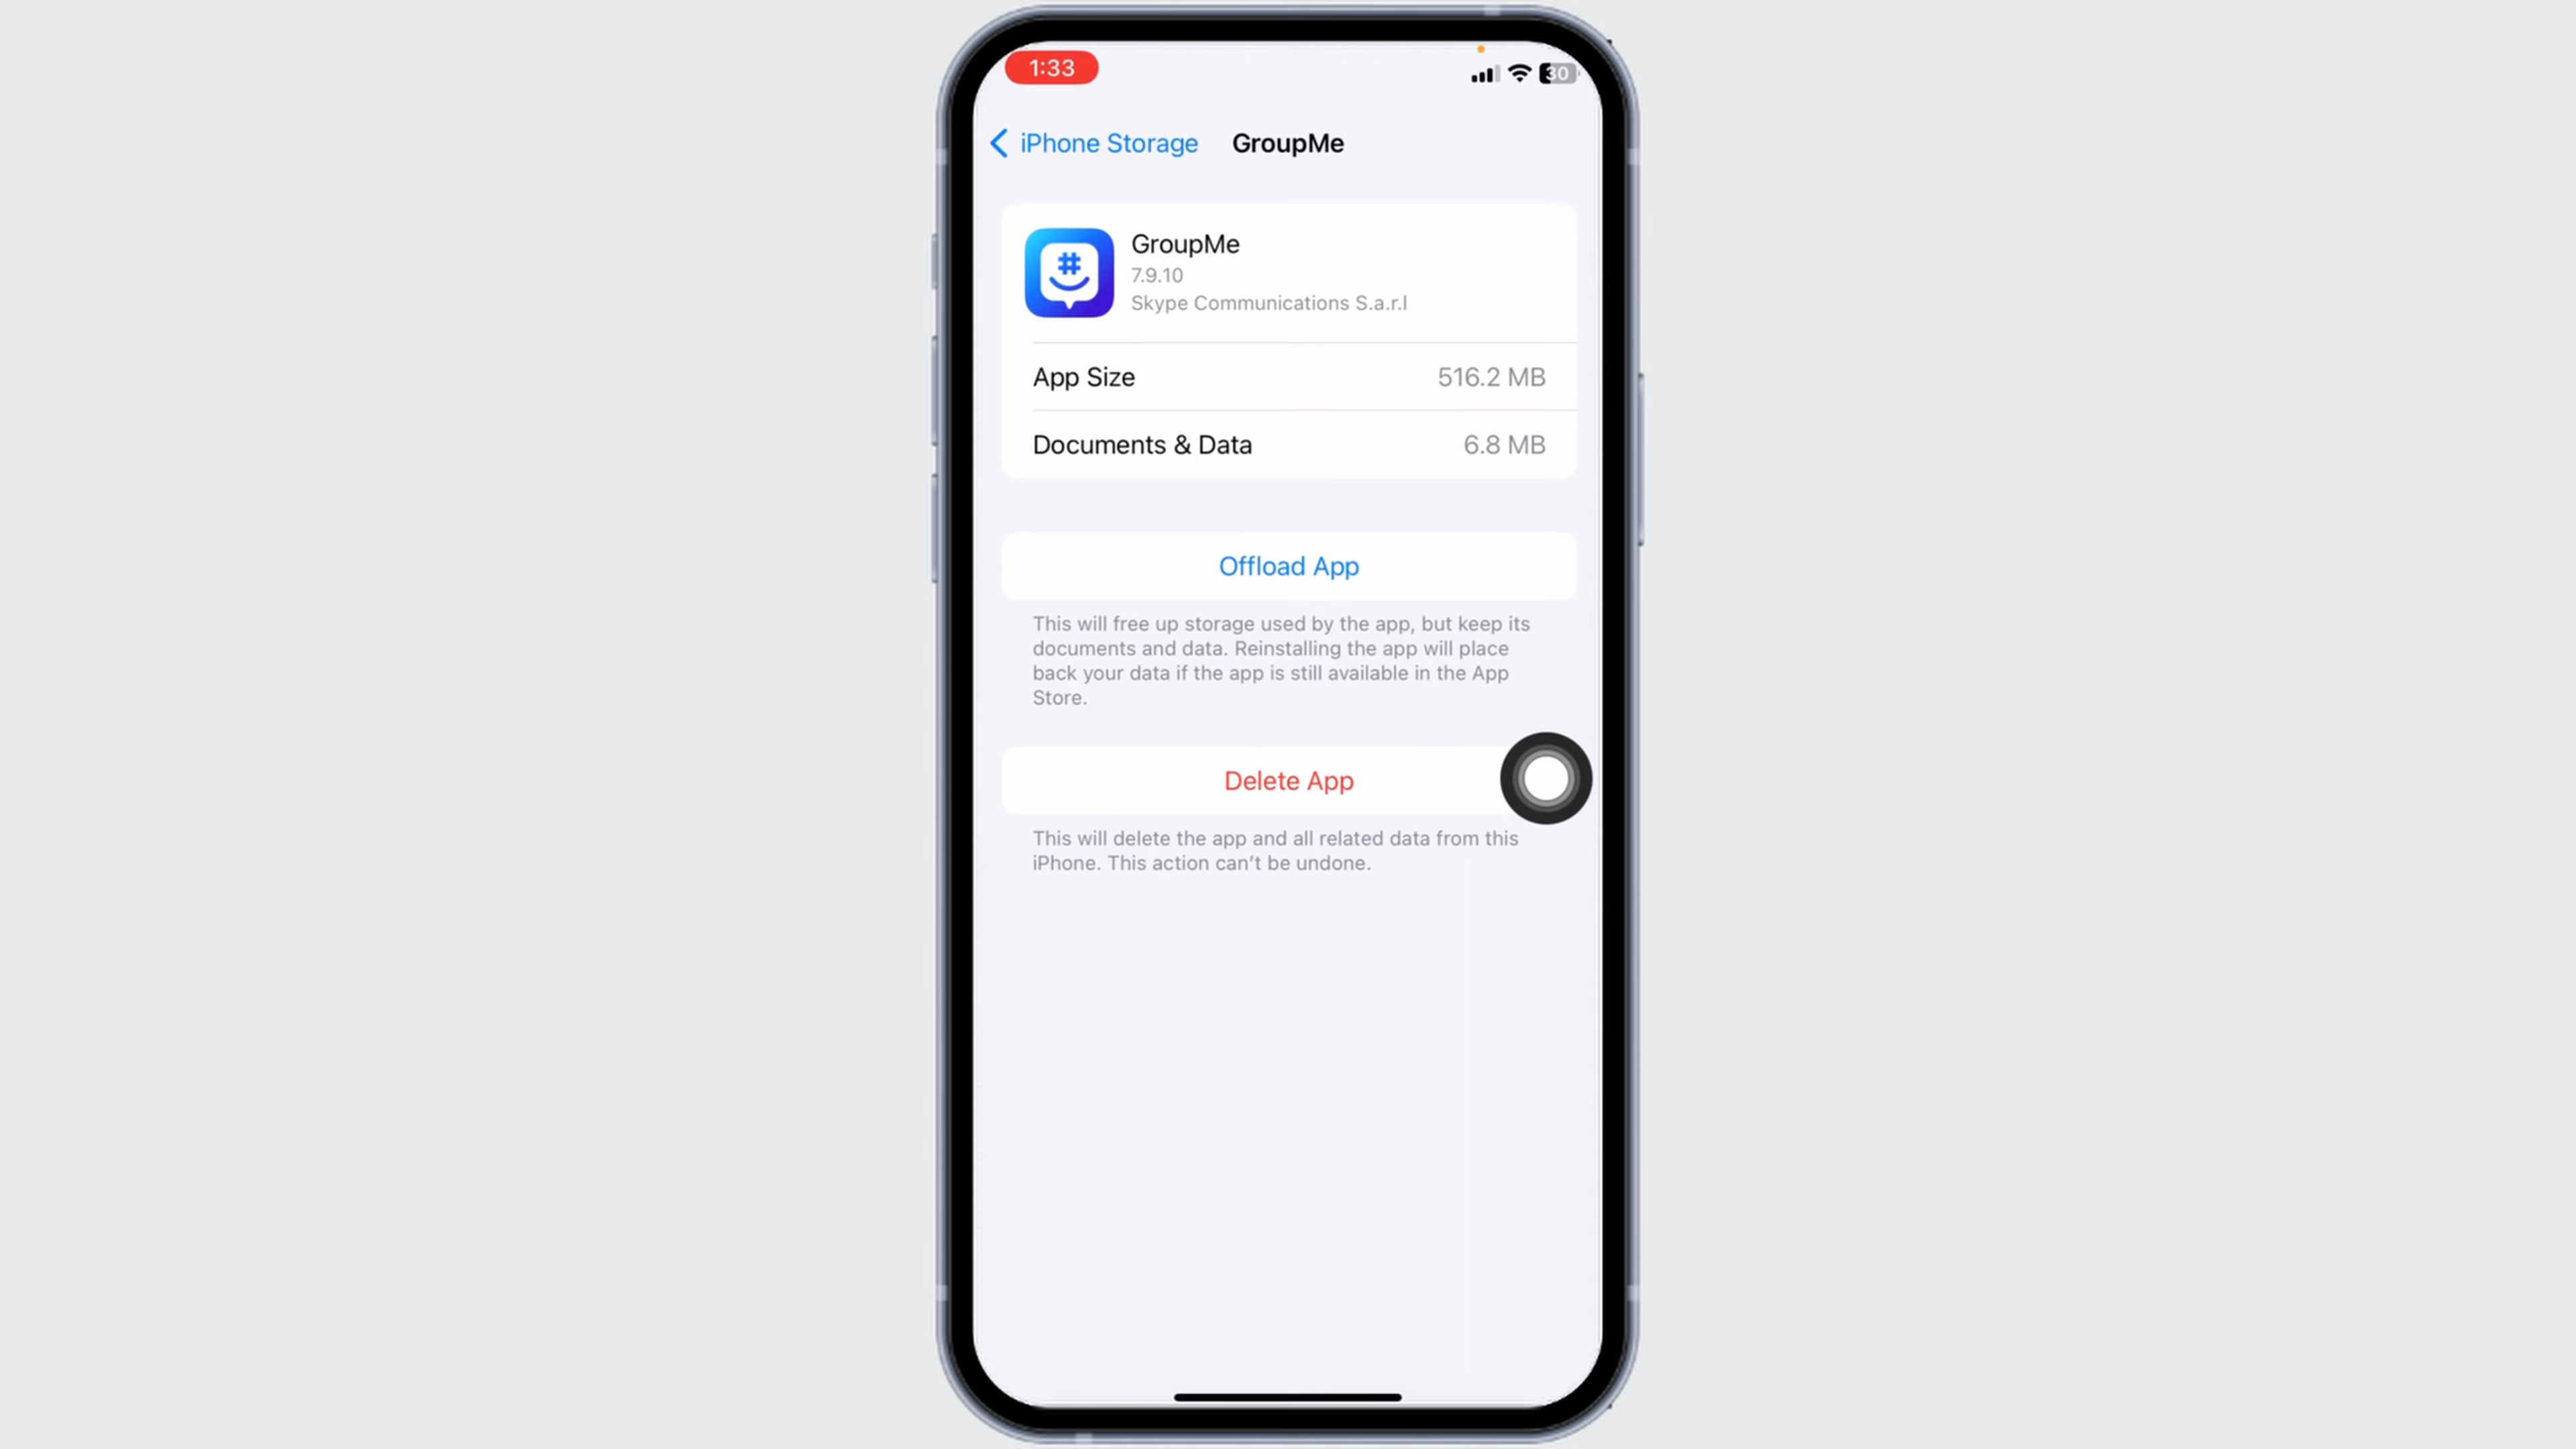 1:33
30
iPhone Storage GroupMe
GroupMe
7.9.10
Skype Communications S.a.r.l
App Size 516.2 MB
Documents & Data 6.8 MB
Offload App
This will free up storage used by the app, but keep its
documents and data. Reinstalling the app will place
back your data if the app is still available in the App
Store.
Delete App
This will delete the app and all related data from this
iPhone. This action can’t be undone.